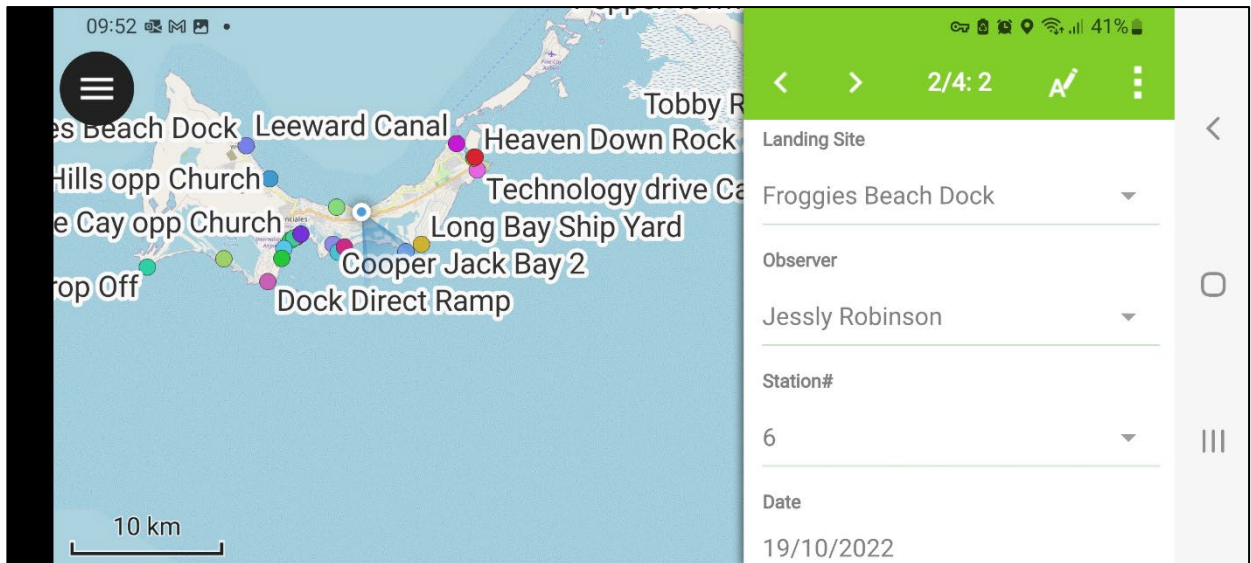 09:52
41%
2/4: 2
Tobby R
es Beach Dock
Leeward Canal
Heaven Down Rock
Hills opp Church
Technology drive Ca
e Cay opp Church
Long Bay Ship Yard
Cooper Jack Bay 2
rop Off
Dock Direct Ramp
10 km
Landing Site
Froggies Beach Dock
Observer
Jessly Robinson
Station#
6
Date
19/10/2022